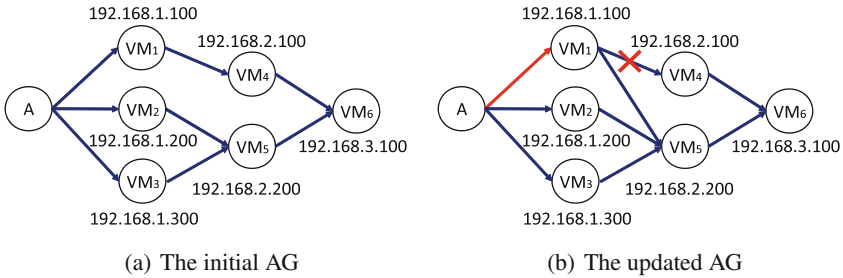 192.168.1.100
VM1
192.168.2.100
VM4
A
VM2
VM6
192.168.1.200
192.168.3.100
VM5
VM3
192.168.2.200
192.168.1.300
(a) The initial AG
192.168.1.100
VM1
192.168.2.100
VM4
A
VM2
VM6
192.168.1.200
192.168.3.100
VM5
VM3
192.168.2.200
192.168.1.300
(b) The updated AG